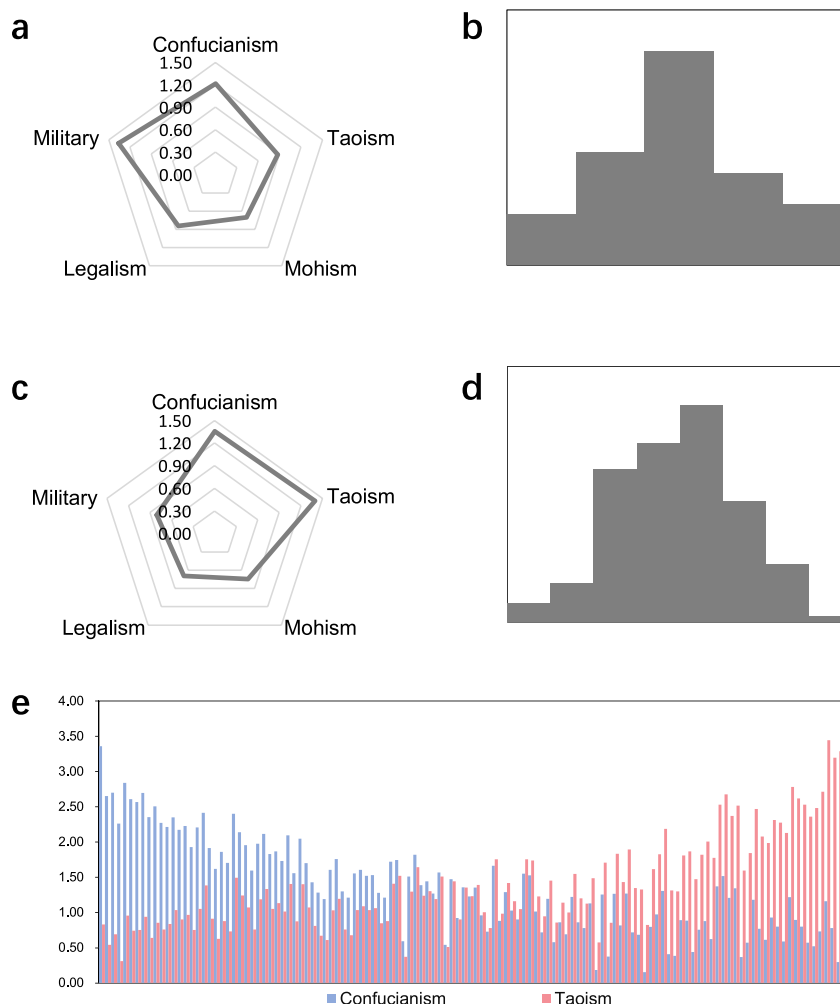 a
Confucianism
1.50
1.20
0.90
0.60
0.30
0.00
Military
Taoism
Legalism
Mohism
b
c
Confucianism
1.50
1.20
0.90
0.60
0.30
0.00
Military
Taoism
Legalism
Mohism
d
e
4.00
3.50
3.00
2.50
2.00
1.50
1.00
0.50
0.00
Confucianism Taoism